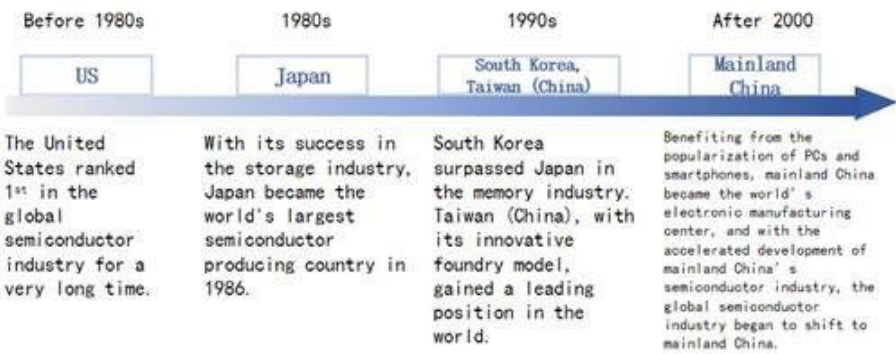 Before 1980s
1980s
1990s
After 2000
US
Japan
South Korea,
Taiwan (China)
Mainland
China
The United
States ranked
1st in the
global
semiconductor
industry for a
very long time.
With its success in
the storage industry,
Japan became the
world's largest
semiconductor
producing country in
1986.
South Korea
surpassed Japan in
the memory industry.
Taiwan (China), with
its innovative
foundry model,
gained a leading
position in the
world.
Benefiting from the
popularization of PCs and
smartphones, mainland China
became the world's
electronic manufacturing
center, and with the
accelerated development of
mainland China's
semiconductor industry, the
global semiconductor
industry began to shift to
mainland China.